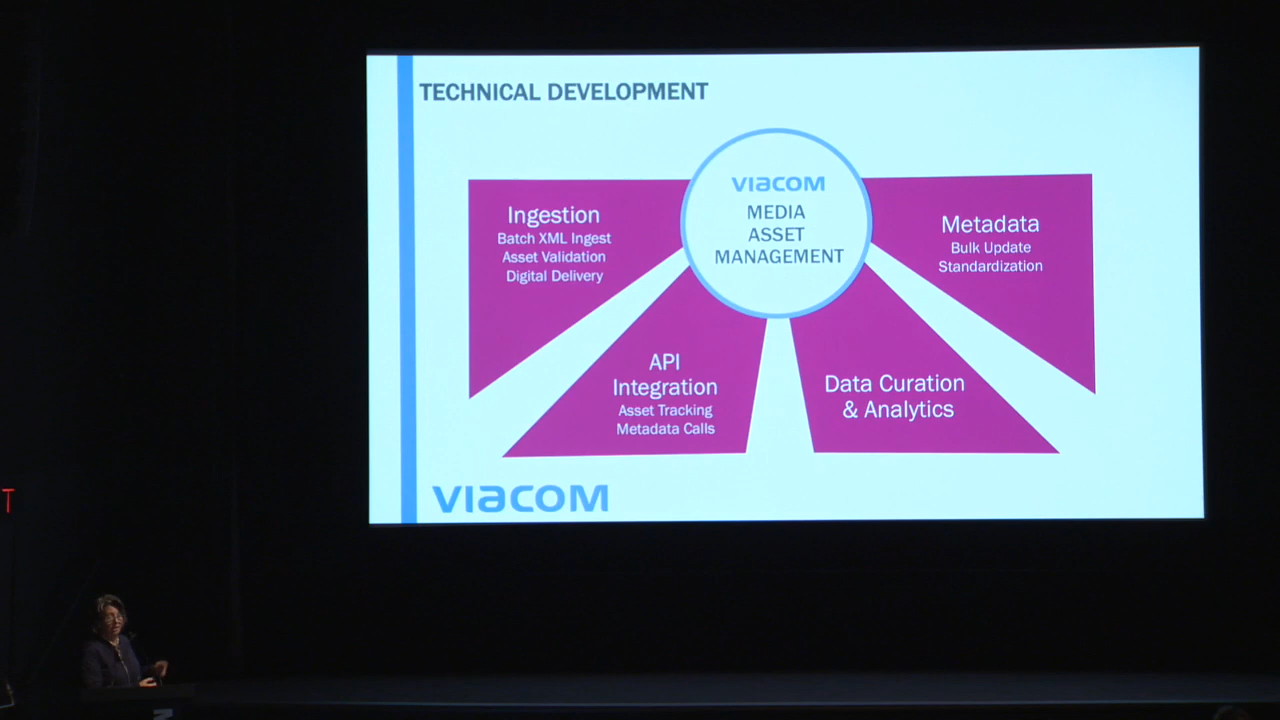 TECHNICAL DEVELOPMENT
VIACOM
MEDIA
ASSET
MANAGEMENT
Ingestion
Batch XML Ingest
Asset Validation
Digital Delivery
Metadata
Bulk Update
Standardization
API
Integration
Asset Tracking
Metadata Calls
Data Curation
& Analytics
VIACOM
T